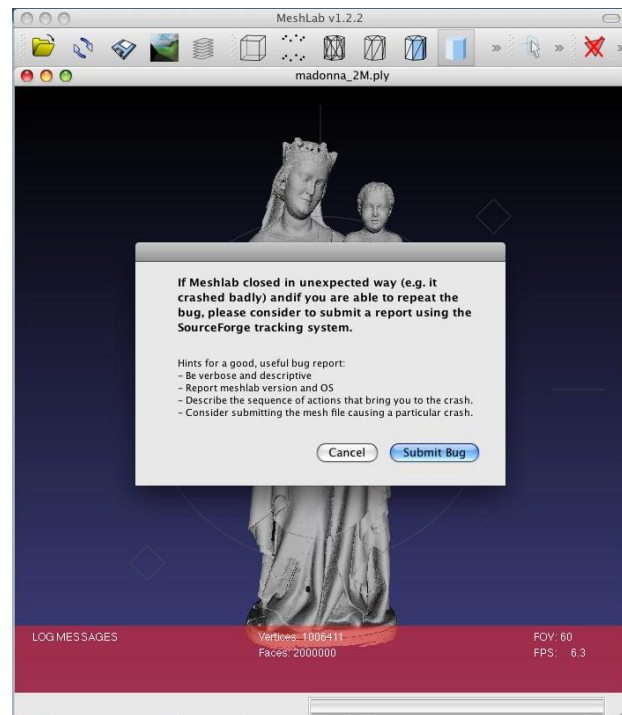 MeshLab v1.2.2
madonna_2M.ply
If Meshlab closed in unexpected way (e.g. it
crashed badly) andif you are able to repeat the
bug, please consider to submit a report using the
SourceForge tracking system.
Hints for a good, useful bug report:
– Be verbose and descriptive
– Report meshlab version and OS
– Describe the sequence of actions that bring you to the crash.
– Consider submitting the mesh file causing a particular crash.
Cancel Submit Bug
LOG MESSAGES Vertices: 1006411 FOV: 60
Faces: 2000000 FPS: 6.3